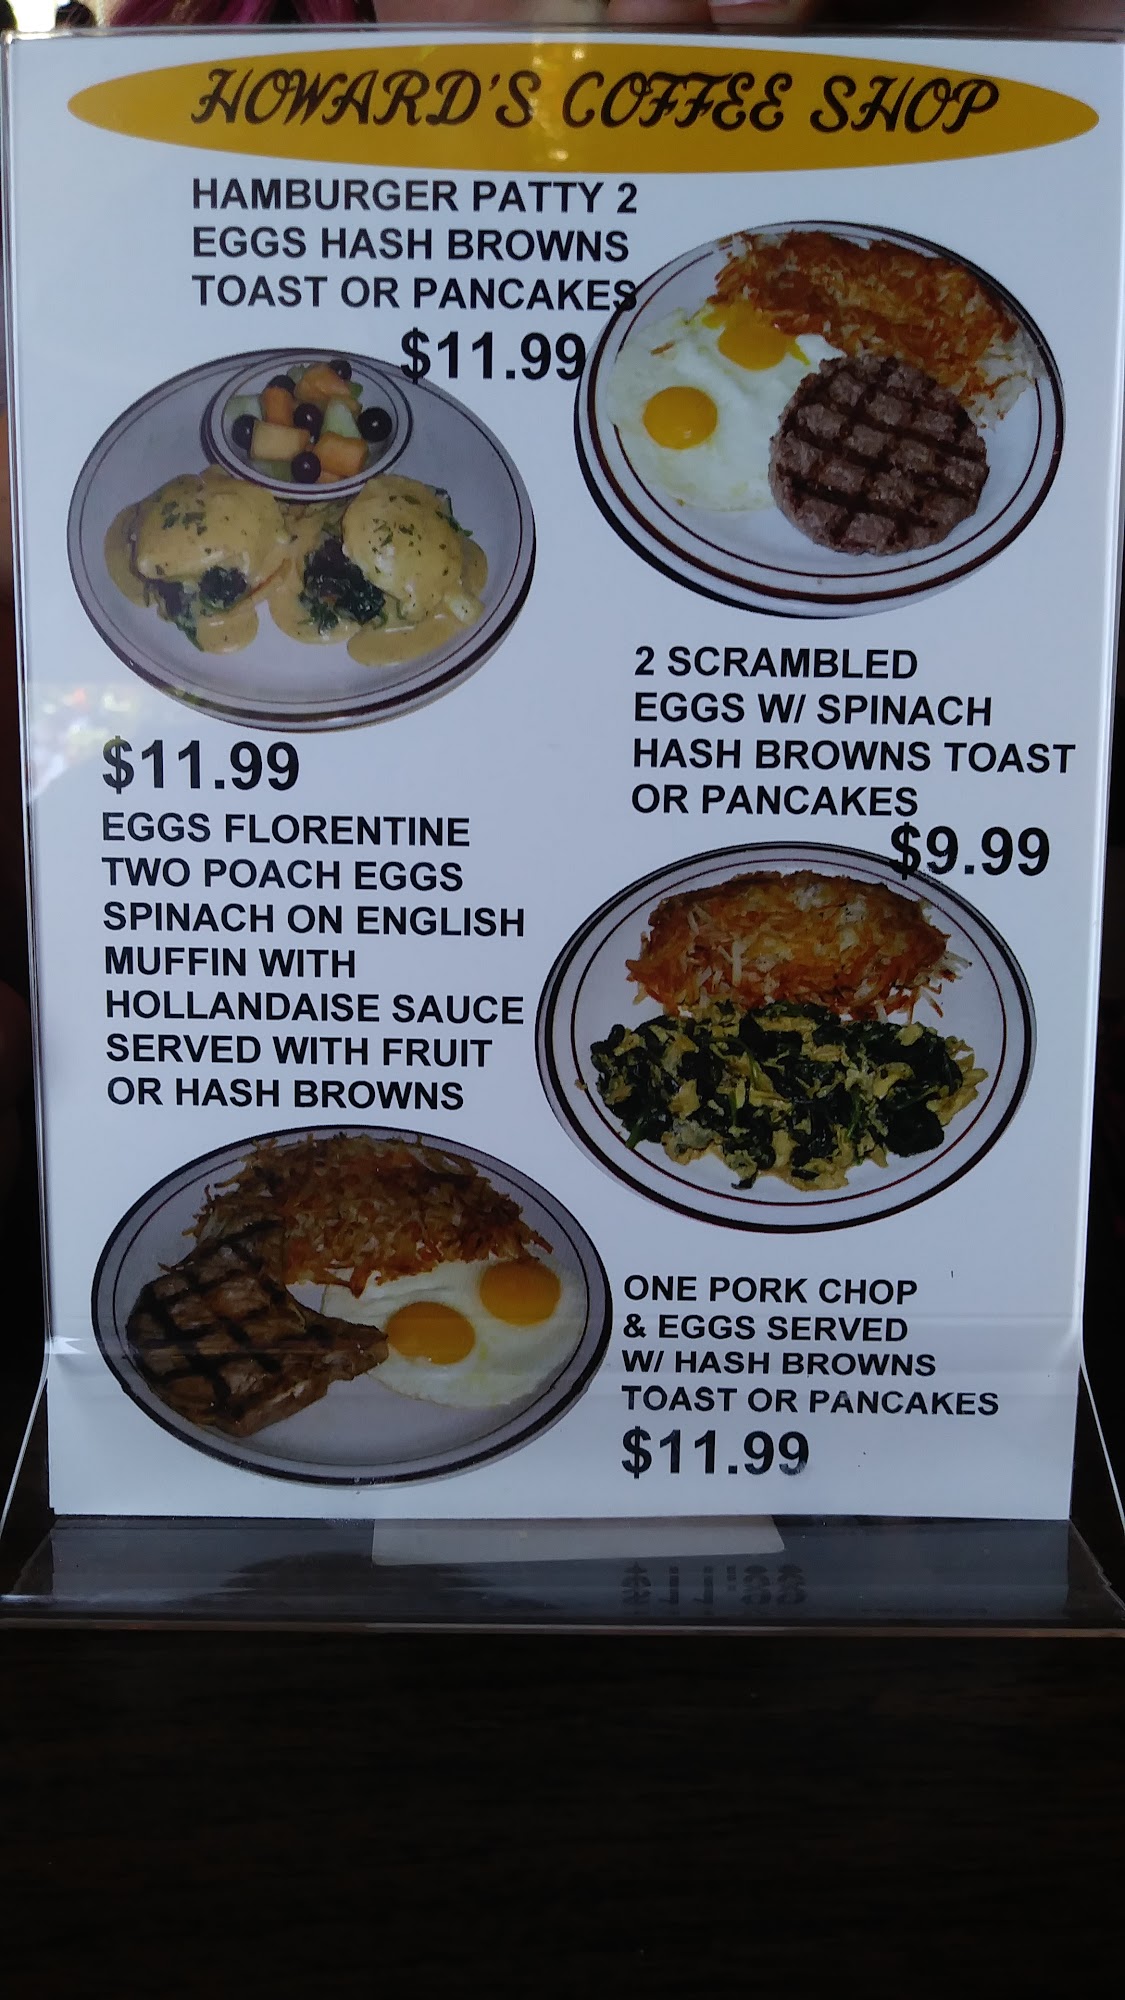 HOWARD'S COFFEE SHOP
HAMBURGER PATTY 2
EGGS HASH BROWNS
TOAST OR PANCAKES
$11.99
$11.99
EGGS FLORENTINE
TWO POACH EGGS
SPINACH ON ENGLISH
MUFFIN WITH
HOLLANDAISE SAUCE
SERVED WITH FRUIT
OR HASH BROWNS
2 SCRAMBLED
EGGS W/ SPINACH
HASH BROWNS TOAST
OR PANCAKES
$9.99
ONE PORK CHOP
& EGGS SERVED
W/ HASH BROWNS
TOAST OR PANCAKES
$11.99